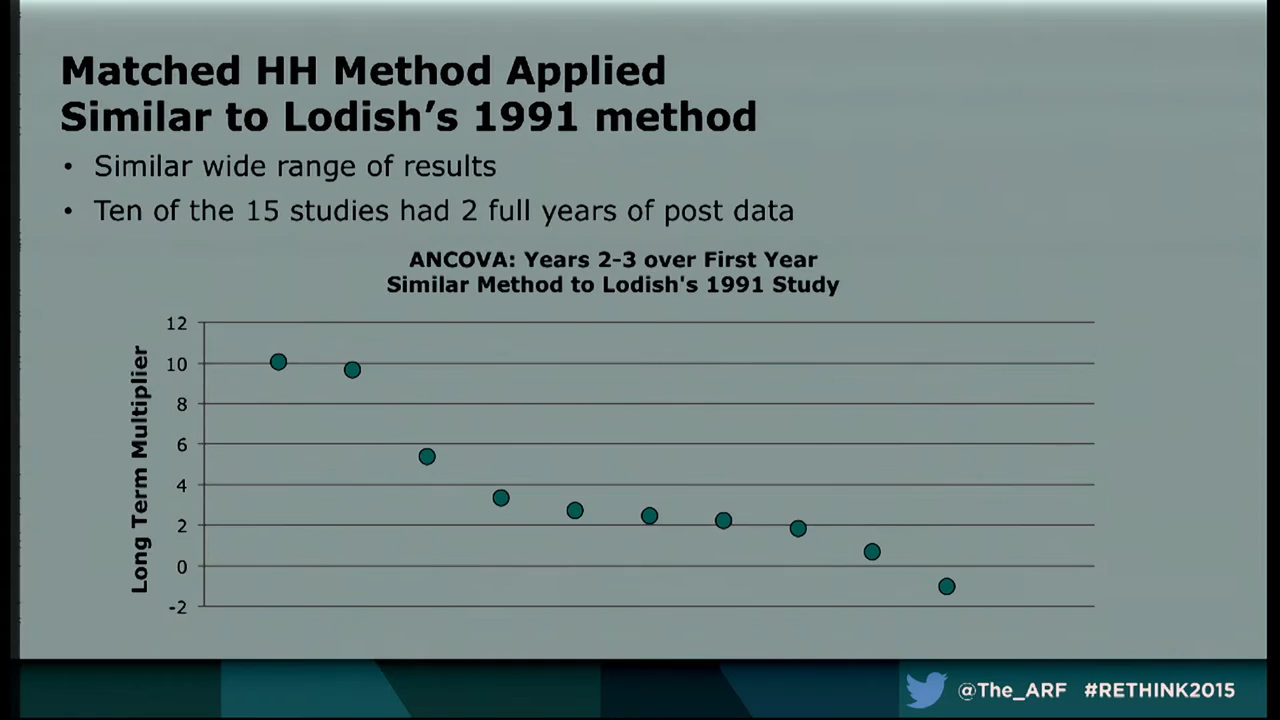 Matched HH Method Applied
Similar to Lodish’s 1991 method
• Similar wide range of results
• Ten of the 15 studies had 2 full years of post data
ANCOVA: Years 2-3 over First Year
Similar Method to Lodish's 1991 Study
Long Term Multiplier
12
10
8
6
4
2
0
-2
@The_ARF #RETHINK2015